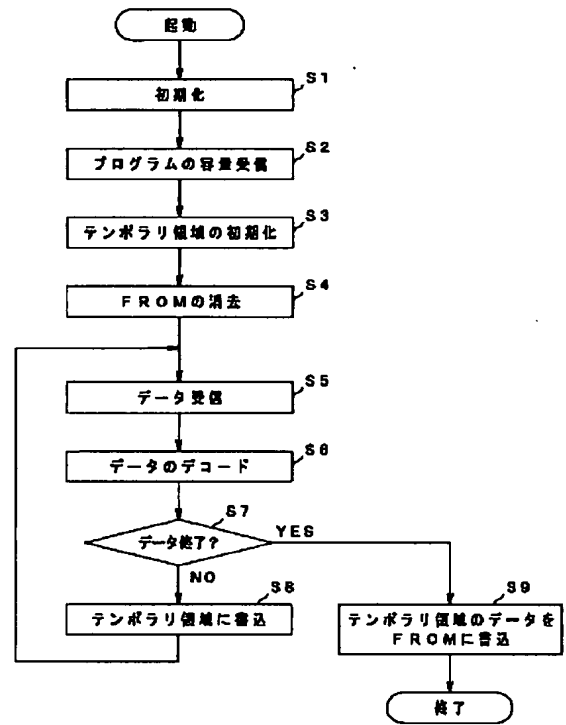 起動
S1
初期化
S2
プログラムの容量受信
S3
テンポラリ領域の初期化
S4
FROMの消去
S5
データ受信
S6
データのデコード
S7
データ終了?
YES
NO
S8
テンポラリ領域に書込
S9
テンポラリ領域のデータを
FROMに書込
終了